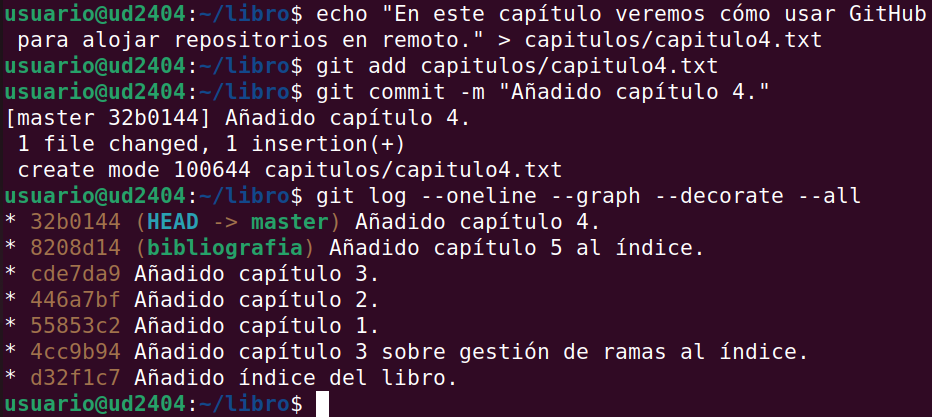 usuario@ud2404:~/libro$ echo "En este capítulo veremos cómo usar GitHub
 para alojar repositorios en remoto." > capitulos/capitulo4.txt
usuario@ud2404:~/libro$ git add capitulos/capitulo4.txt
usuario@ud2404:~/libro$ git commit -m "Añadido capítulo 4."
[master 32b0144] Añadido capítulo 4.
 1 file changed, 1 insertion(+)
 create mode 100644 capitulos/capitulo4.txt
usuario@ud2404:~/libro$ git log --oneline --graph --decorate --all
* 32b0144 (HEAD -> master) Añadido capítulo 4.
* 8208d14 (bibliografia) Añadido capítulo 5 al índice.
* cde7da9 Añadido capítulo 3.
* 446a7bf Añadido capítulo 2.
* 55853c2 Añadido capítulo 1.
* 4cc9b94 Añadido capítulo 3 sobre gestión de ramas al índice.
* d32f1c7 Añadido índice del libro.
usuario@ud2404:~/libro$